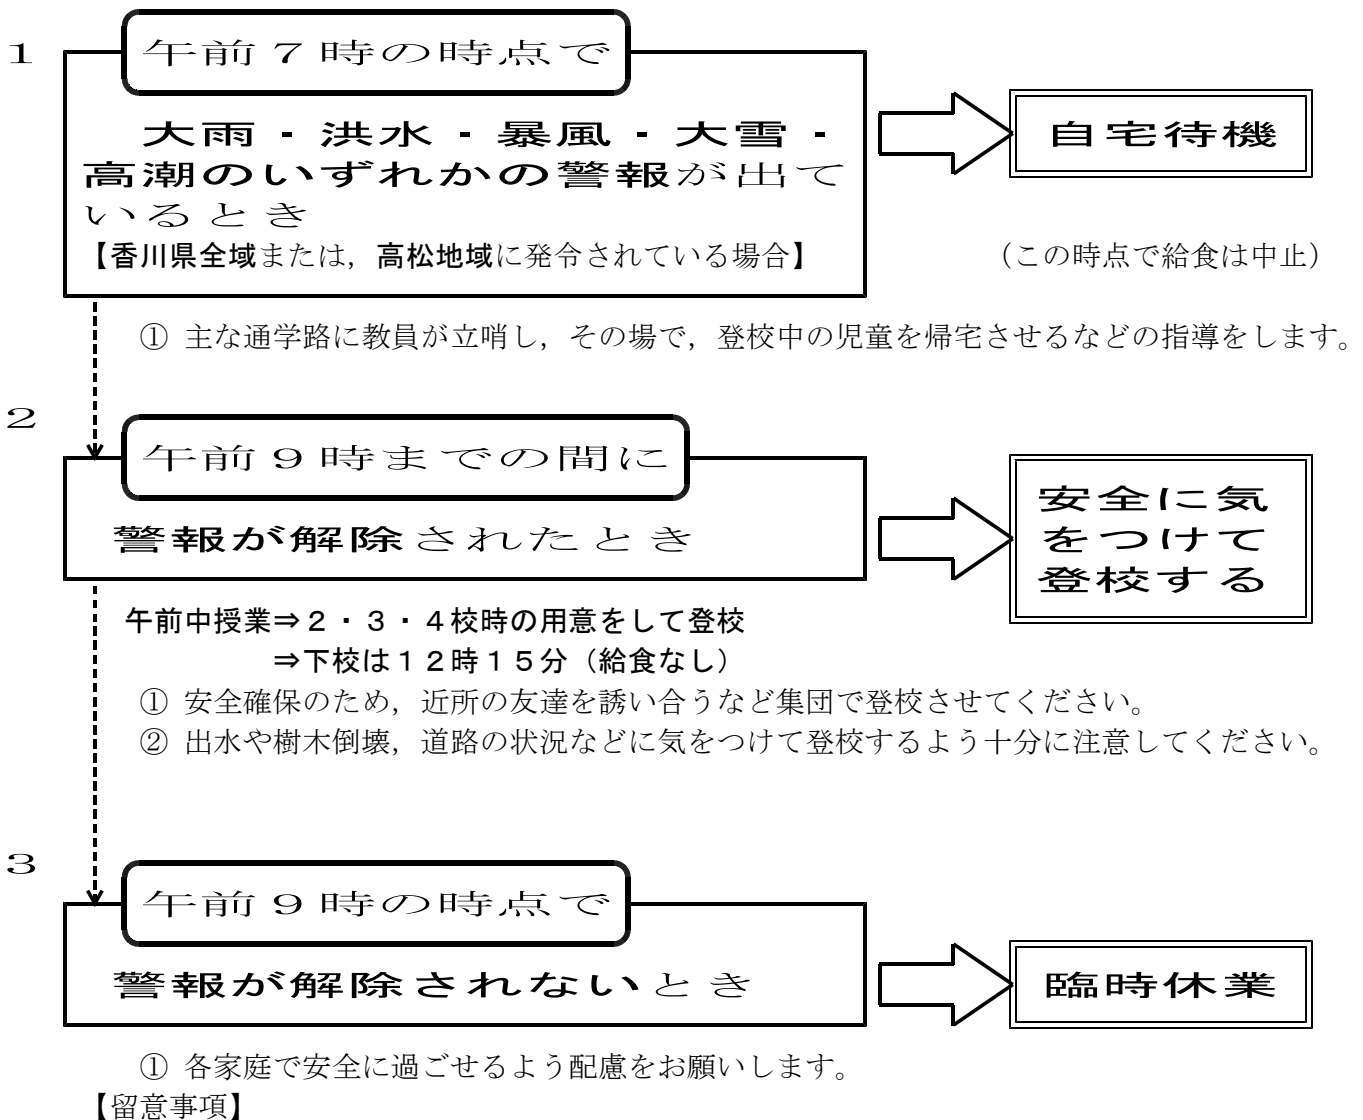 1
午前７時の時点で
大雨・洪水・暴風・大雪・
高潮のいずれかの警報が出て
いるとき
【香川県全域または，高松地域に発令されている場合】
自宅待機
（この時点で給食は中止）
① 主な通学路に教員が立哨し，その場で，登校中の児童を帰宅させるなどの指導をします。
2
午前９時までの間に
警報が解除されたとき
安全に気
をつけて
登校する
午前中授業⇒２・３・４校時の用意をして登校
⇒下校は１２時１５分（給食なし）
① 安全確保のため，近所の友達を誘い合うなど集団で登校させてください。
② 出水や樹木倒壊，道路の状況などに気をつけて登校するよう十分に注意してください。
3
午前９時の時点で
警報が解除されないとき
臨時休業
① 各家庭で安全に過ごせるよう配慮をお願いします。
【留意事項】